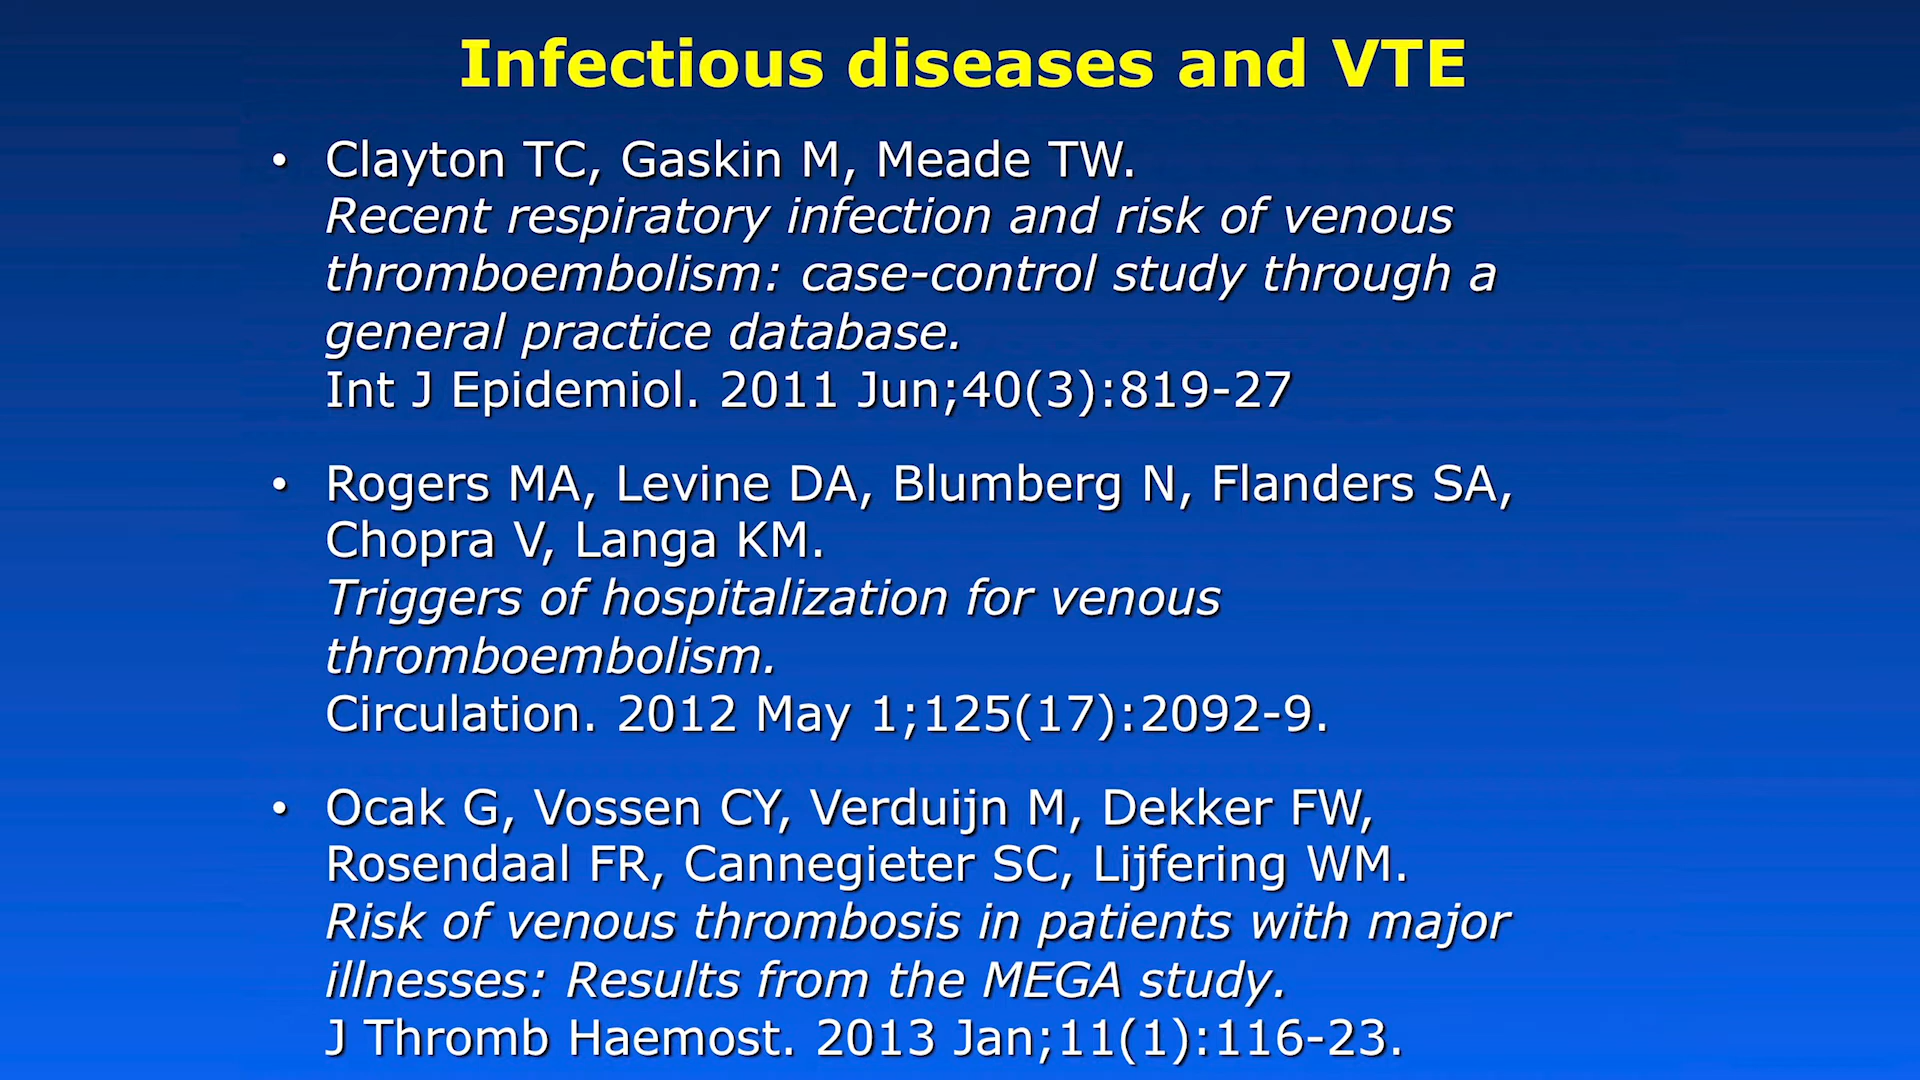 Infectious diseases and VTE
• Clayton TC, Gaskin M, Meade TW.
Recent respiratory infection and risk of venous
thromboembolism: case-control study through a
general practice database.
Int J Epidemiol. 2011 Jun;40(3):819-27
• Rogers MA, Levine DA, Blumberg N, Flanders SA,
Chopra V, Langa KM.
Triggers of hospitalization for venous
thromboembolism.
Circulation. 2012 May 1;125(17):2092-9.
• Ocak G, Vossen CY, Verduijn M, Dekker FW,
Rosendaal FR, Cannegieter SC, Lijfering WM.
Risk of venous thrombosis in patients with major
illnesses: Results from the MEGA study.
J Thromb Haemost. 2013 Jan;11(1):116-23.